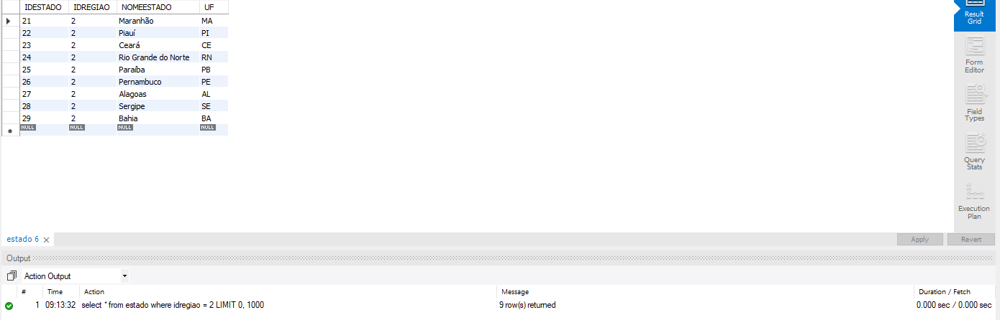 IDESTADO IDREGIAO NOMEESTADO UF
21 2 Maranhão MA
22 2 Piauí PI
23 2 Ceará CE
24 2 Rio Grande do Norte RN
25 2 Paraíba PB
26 2 Pernambuco PE
27 2 Alagoas AL
28 2 Sergipe SE
29 2 Bahia BA
NULL NULL NULL NULL
Result
Grid
Form
Editor
Field
Types
Query
Stats
Execution
Plan
estado 6
Apply Revert
Output
Action Output
# Time Action Message Duration / Fetch
1 09:13:32 select * from estado where idregiao = 2 LIMIT 0, 1000 9 row(s) returned 0.000 sec / 0.000 sec